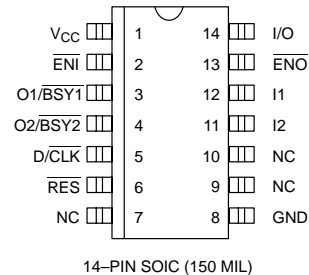 VCC 1 14 I/O
ENI 2 13 ENO
O1/BSY1 3 12 I1
O2/BSY2 4 11 I2
D/CLK 5 10 NC
RES 6 9 NC
NC 7 8 GND
14–PIN SOIC (150 MIL)